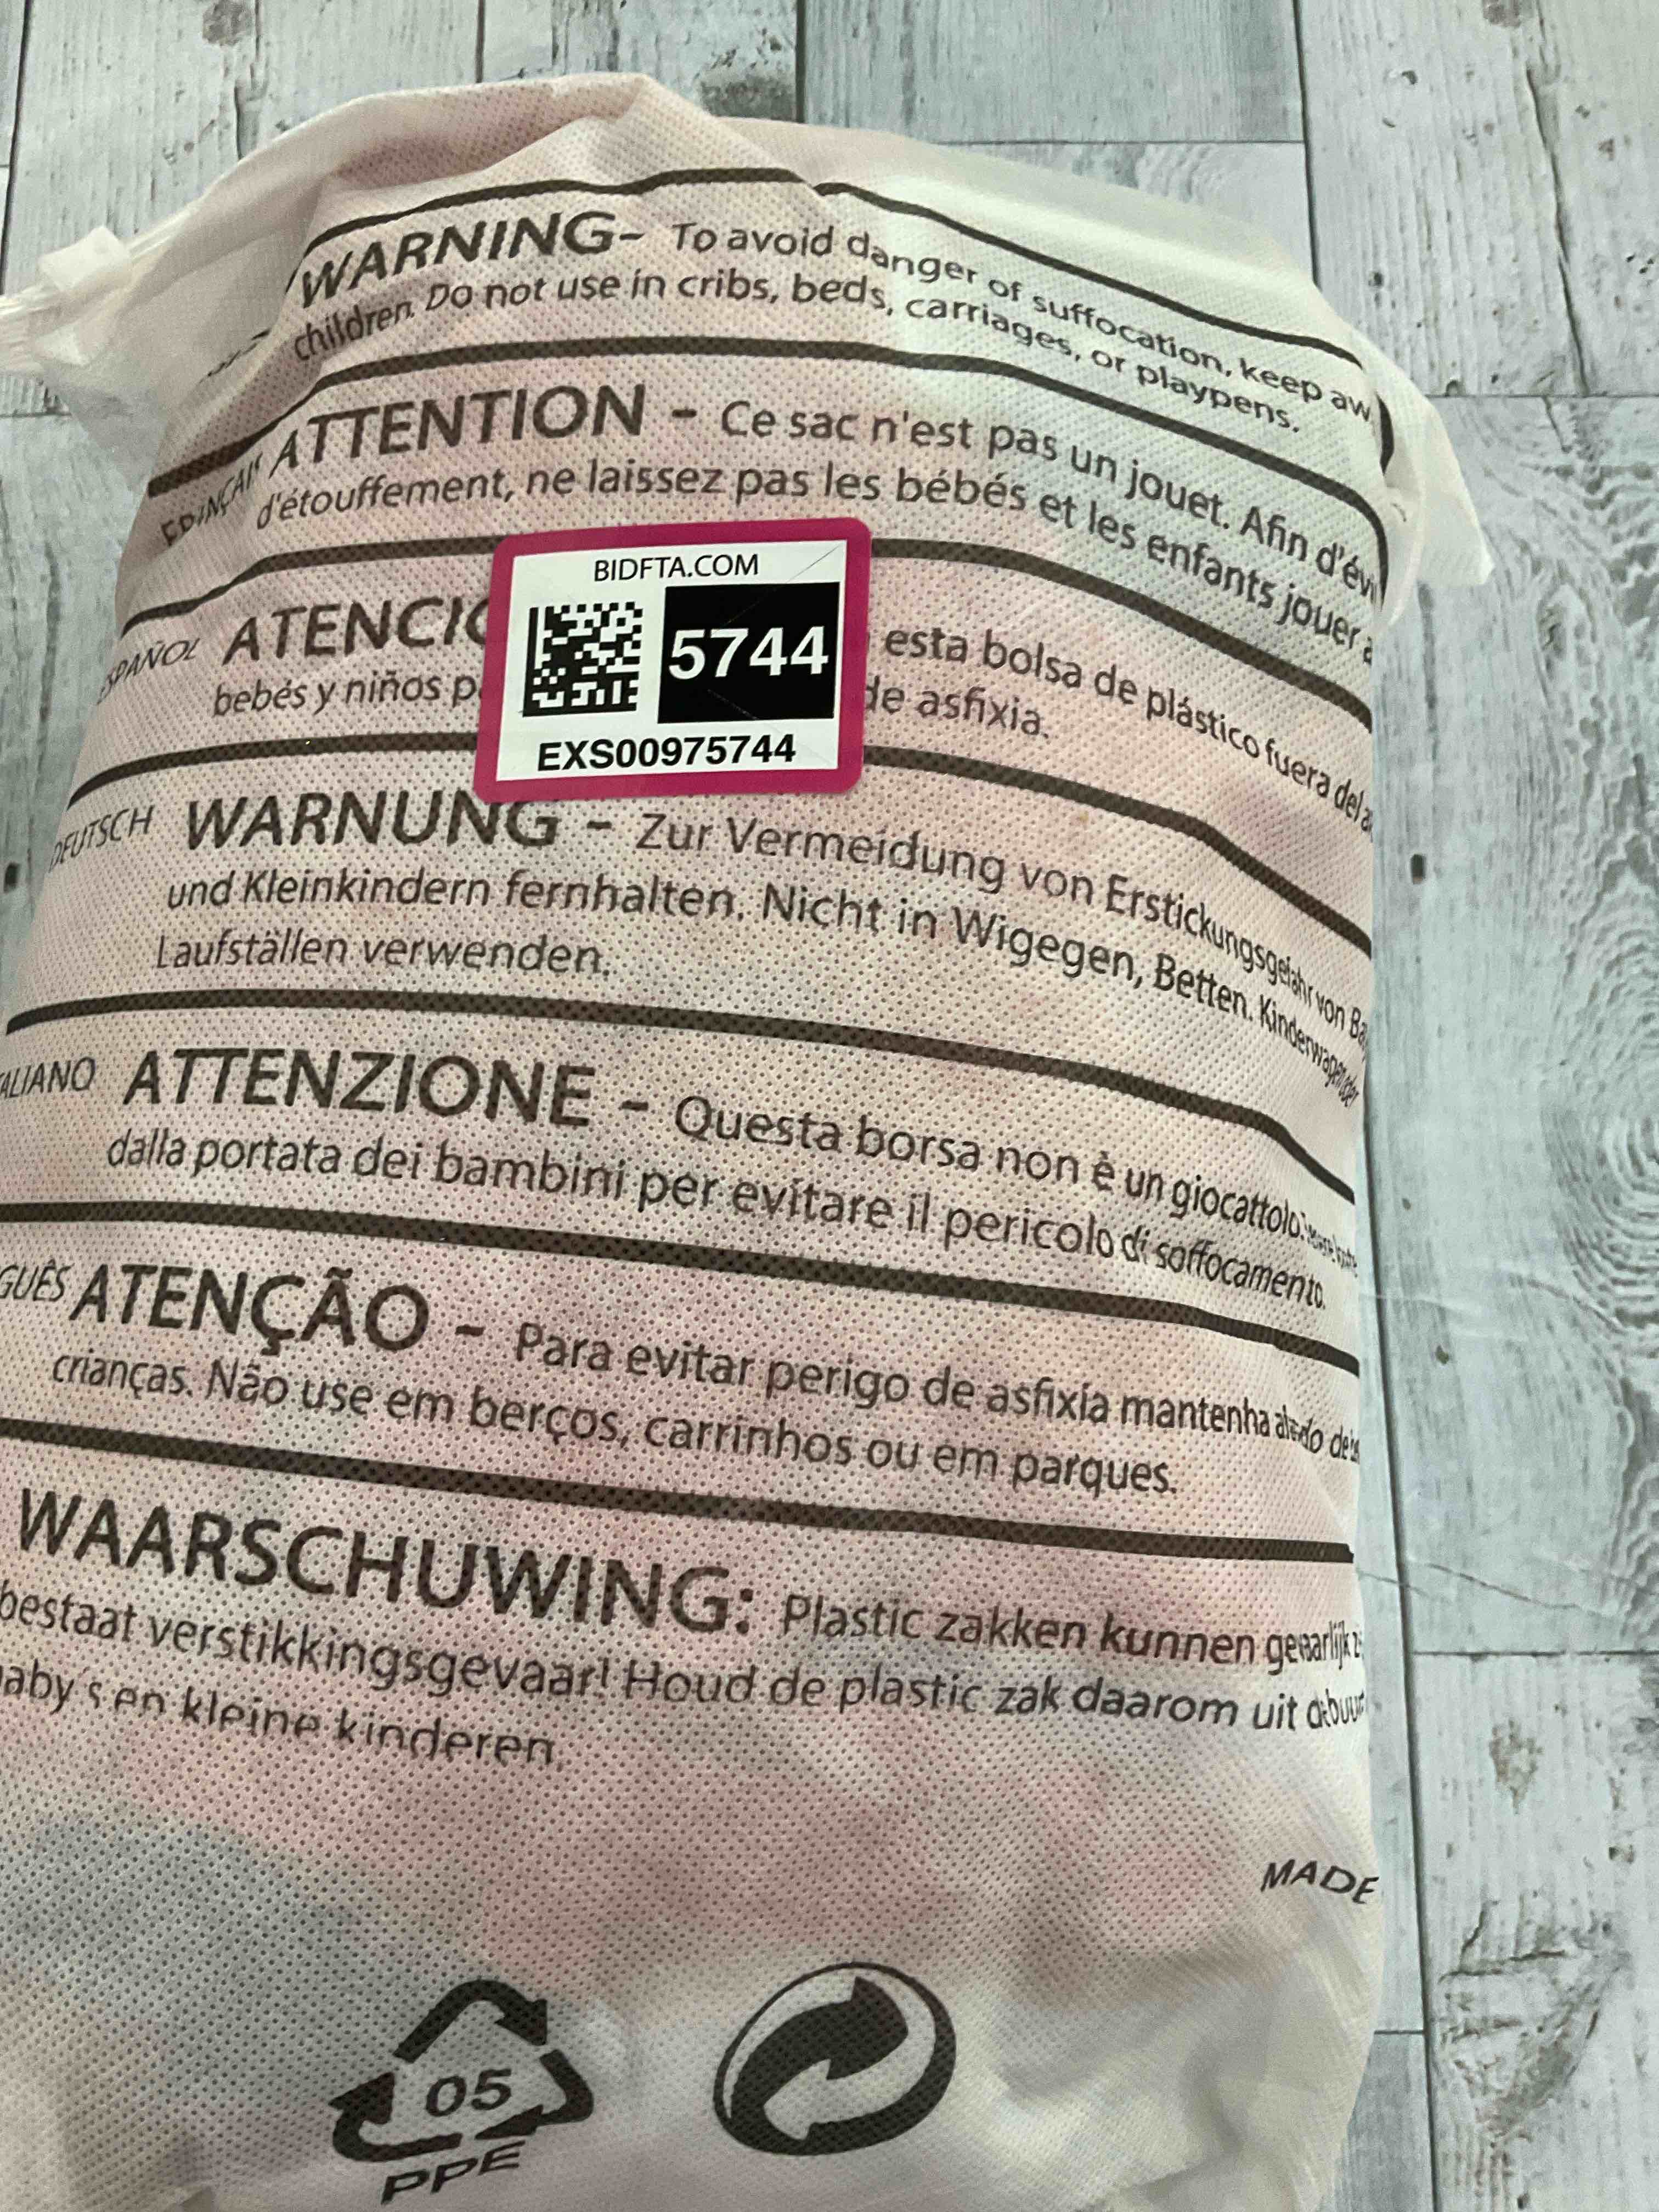 WARNING- To avoid danger of suffocation, keep
children. Do not use in cribs, beds, carriages, or playpens.
ATTENTION - Ce sac n'est pas un jouet. Afin
d'étouffement, ne laissez pas les bébés et les enfants jouer
BIDFTA.COM
5744
EXS00975744
esta bolsa de plástico fuera del
bebés y niños
de asfixia.
DEUTSCH WARNUNG - Zur Vermeidung von Erstickungsgefahr von
und Kleinkindern fernhalten. Nicht in Wigegen, Betten. Kinderwagen oder
Laufställen verwenden.
ATTENZIONE - Questa borsa non è un giocattolo.
dalla portata dei bambini per evitare il pericolo di soffocamento.
ATENÇÃO - Para evitar perigo de asfixia mantenha
crianças. Não use em berços, carrinhos ou em parques.
WAARSCHUWING: Plastic zakken kunnen gevaarlijk
bestaat verstikkingsgevaar! Houd de plastic zak daarom uit
en kleine kinderen.
MADE
05
PPE